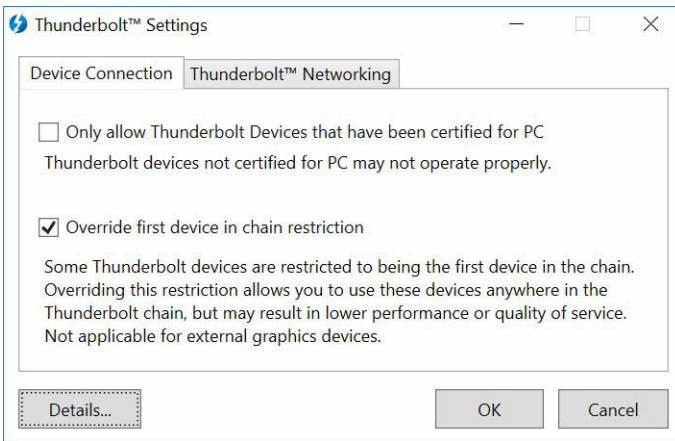 Thunderbolt™ Settings
Device Connection
Thunderbolt™ Networking
Only allow Thunderbolt Devices that have been certified for PC
Thunderbolt devices not certified for PC may not operate properly.
Override first device in chain restriction
Some Thunderbolt devices are restricted to being the first device in the chain.
Overriding this restriction allows you to use these devices anywhere in the
Thunderbolt chain, but may result in lower performance or quality of service.
Not applicable for external graphics devices.
Details...
OK
Cancel